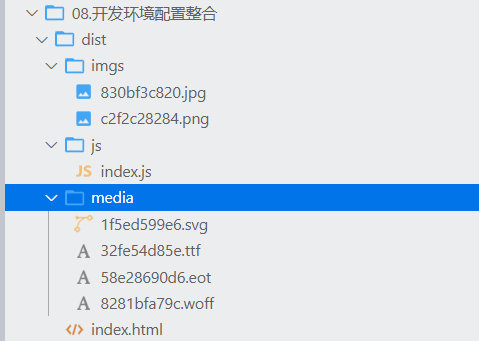 08.开发环境配置整合
dist
imgs
830bf3c820.jpg
c2f2c28284.png
js
JS index.js
media
1f5ed599e6.svg
A 32fe54d85e.ttf
A 58e28690d6.eot
A 8281bfa79c.woff
</> index.html